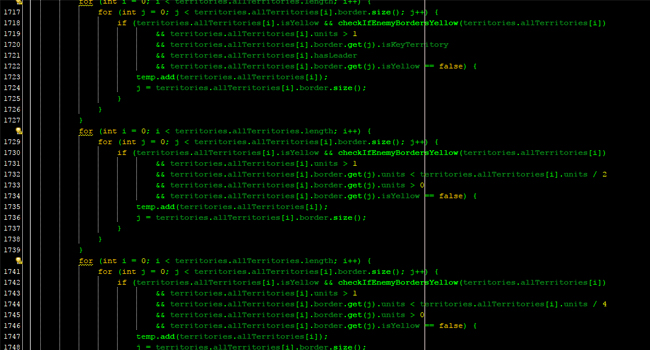 for (int i = 0; i < territories.allTerritories.length; i++) {
1717 for (int j = 0; j < territories.allTerritories[i].border.size(); j++) {
1718 if (territories.allTerritories[i].isYellow && checkIfEnemyBordersYellow(territories.allTerritories[i])
1719 && territories.allTerritories[i].units > 1
1720 && territories.allTerritories[i].border.get(j).isKeyTerritory
1721 && territories.allTerritories[i].hasLeader
1722 && territories.allTerritories[i].border.get(j).isYellow == false) {
1723 temp.add(territories.allTerritories[i]);
1724 j = territories.allTerritories[i].border.size();
1725 }
1726 }
1727 }
for (int i = 0; i < territories.allTerritories.length; i++) {
1729 for (int j = 0; j < territories.allTerritories[i].border.size(); j++) {
1730 if (territories.allTerritories[i].isYellow && checkIfEnemyBordersYellow(territories.allTerritories[i])
1731 && territories.allTerritories[i].units > 1
1732 && territories.allTerritories[i].border.get(j).units < territories.allTerritories[i].units / 2
1733 && territories.allTerritories[i].border.get(j).units > 0
1734 && territories.allTerritories[i].border.get(j).isYellow == false) {
1735 temp.add(territories.allTerritories[i]);
1736 j = territories.allTerritories[i].border.size();
1737 }
1738 }
1739 }
for (int i = 0; i < territories.allTerritories.length; i++) {
1741 for (int j = 0; j < territories.allTerritories[i].border.size(); j++) {
1742 if (territories.allTerritories[i].isYellow && checkIfEnemyBordersYellow(territories.allTerritories[i])
1743 && territories.allTerritories[i].units > 1
1744 && territories.allTerritories[i].border.get(j).units < territories.allTerritories[i].units / 4
1745 && territories.allTerritories[i].border.get(j).units > 0
1746 && territories.allTerritories[i].border.get(j).isYellow == false) {
1747 temp.add(territories.allTerritories[i]);
1748 j = territories.allTerritories[i].border.size();